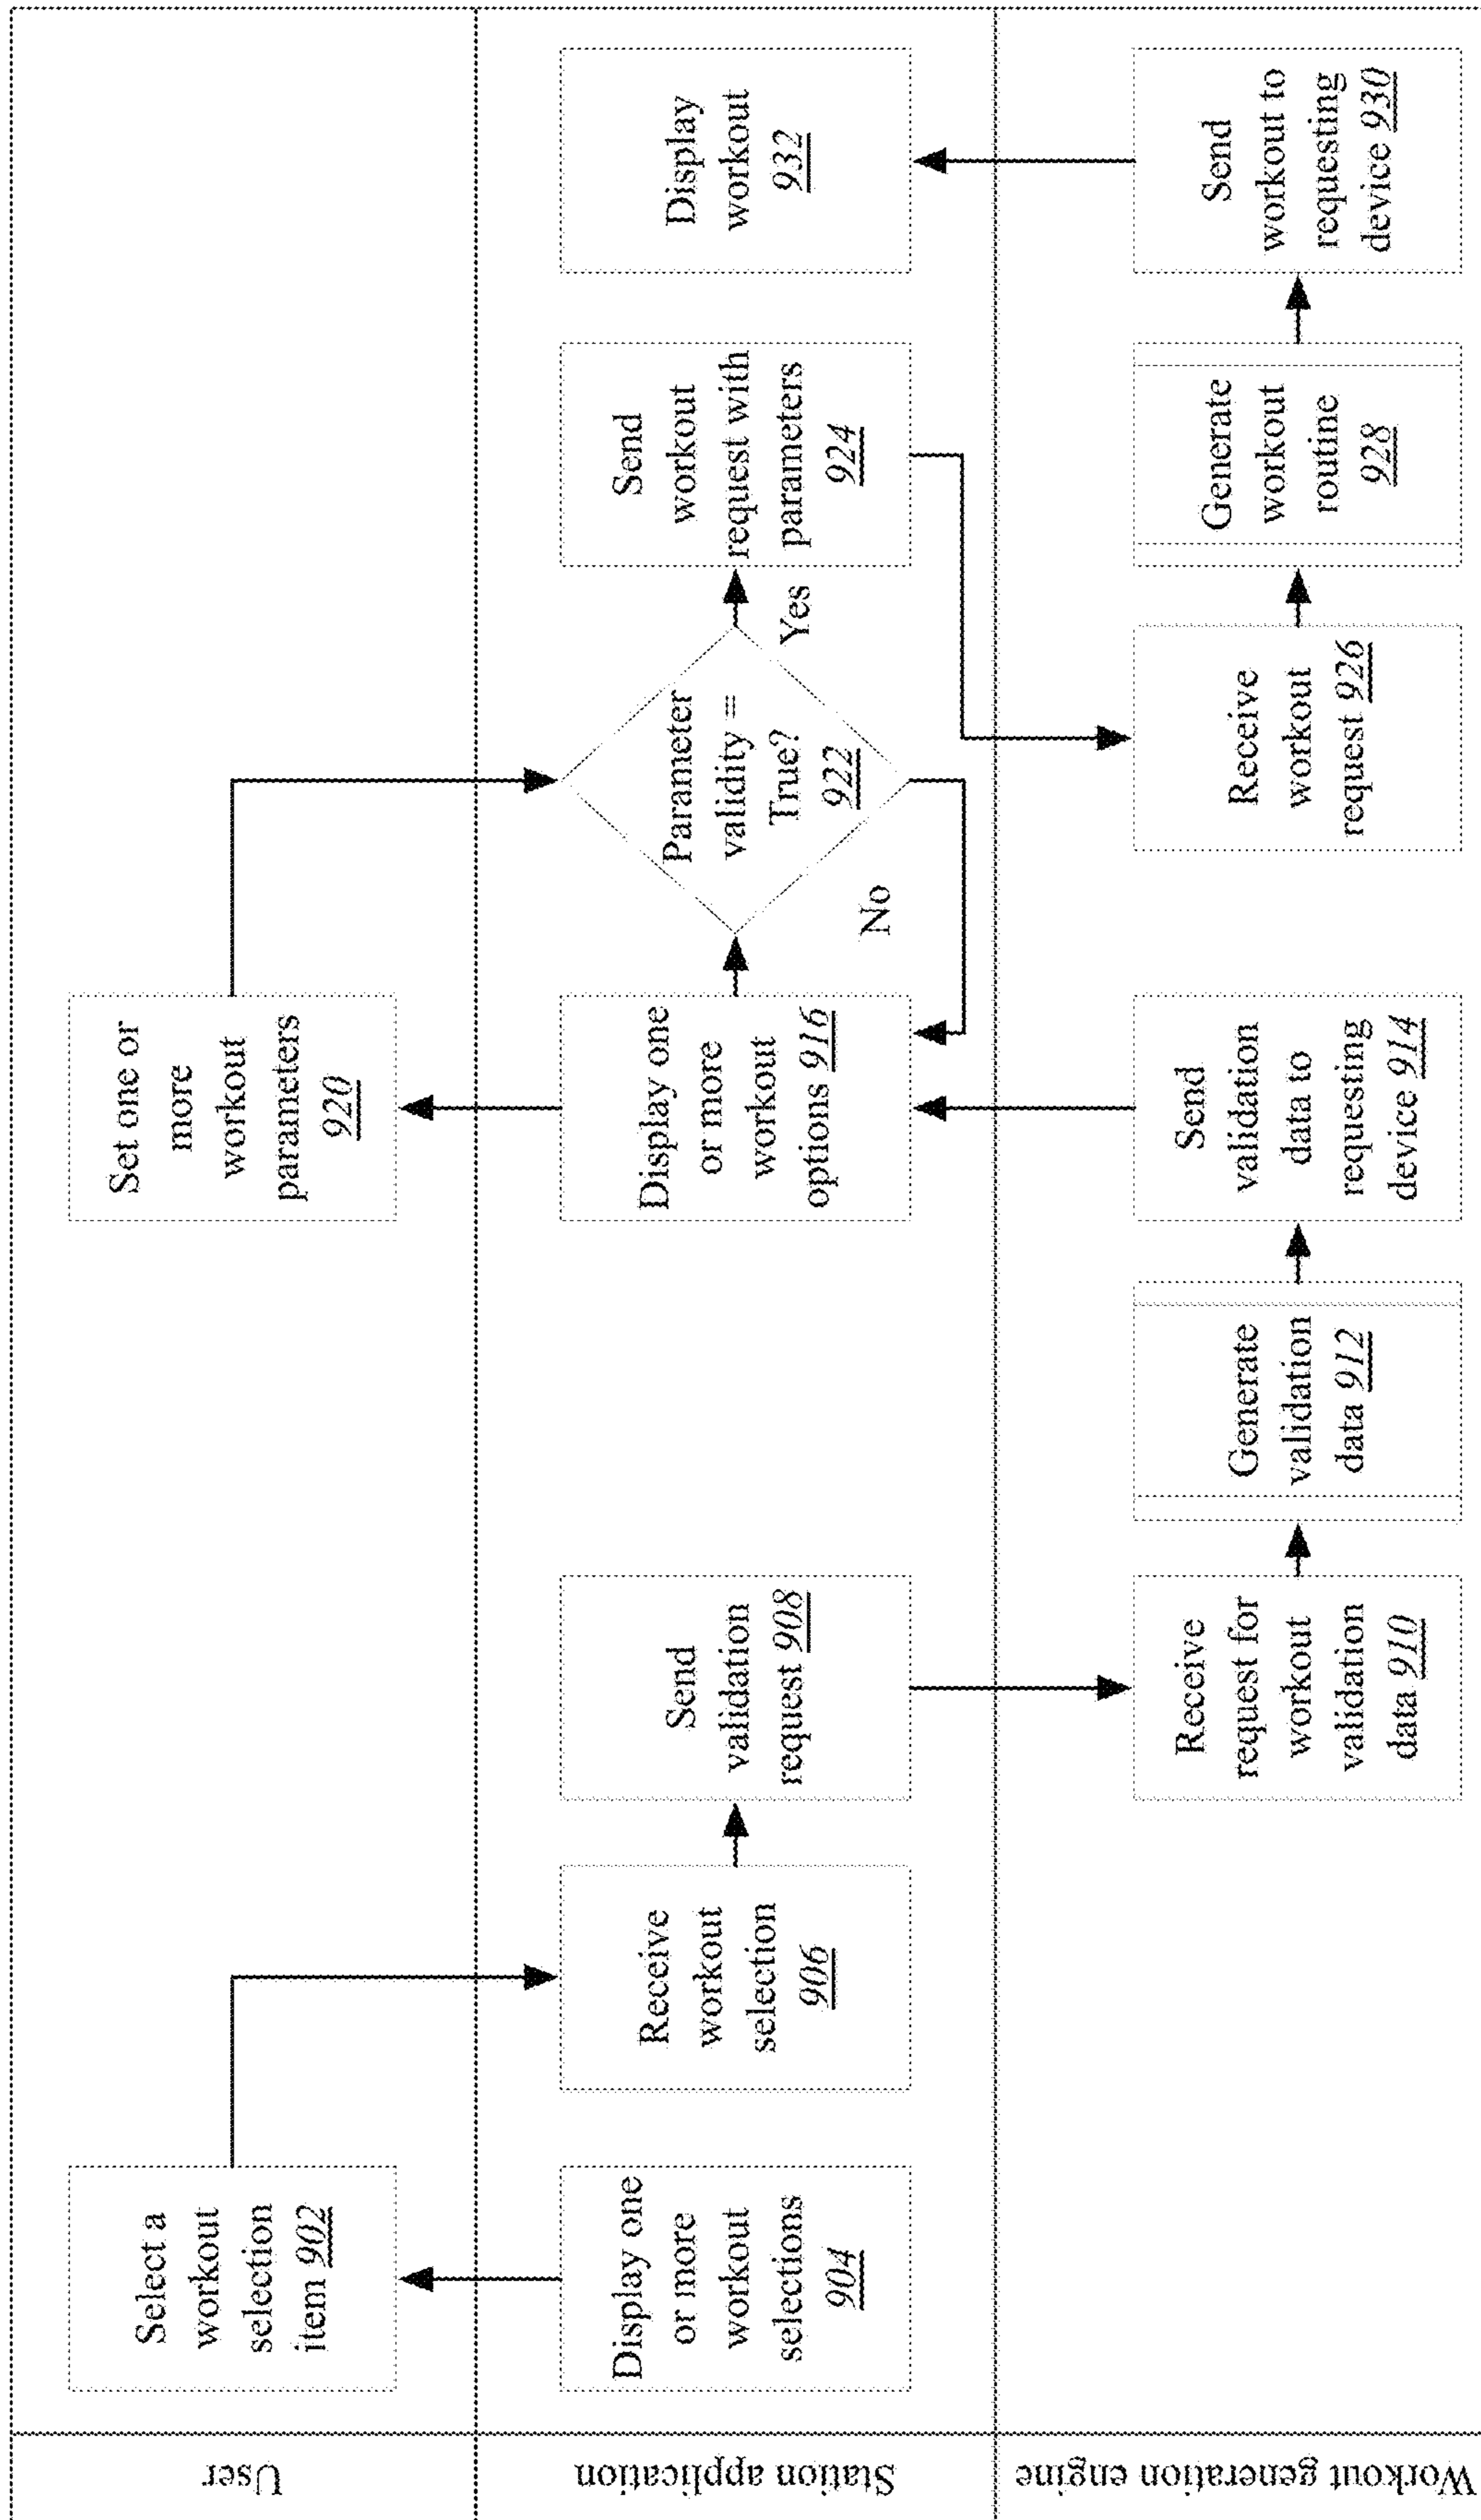 User
Select a
workout
selection
item 902
Set one or
more
workout
parameters
920
Station application
Display one
or more
workout
selections
904
Receive
workout
selection
906
Send
validation
request 908
Display one
or more
workout
options 916
Parameter
validity =
True?
922
No
Yes
Send
workout
request with
parameters
924
Display
workout
932
Workout generation engine
Receive
request for
workout
validation
data 910
Generate
validation
data 912
Send
validation
data to
requesting
device 914
Receive
workout
request 926
Generate
workout
routine
928
Send
workout to
requesting
device 930